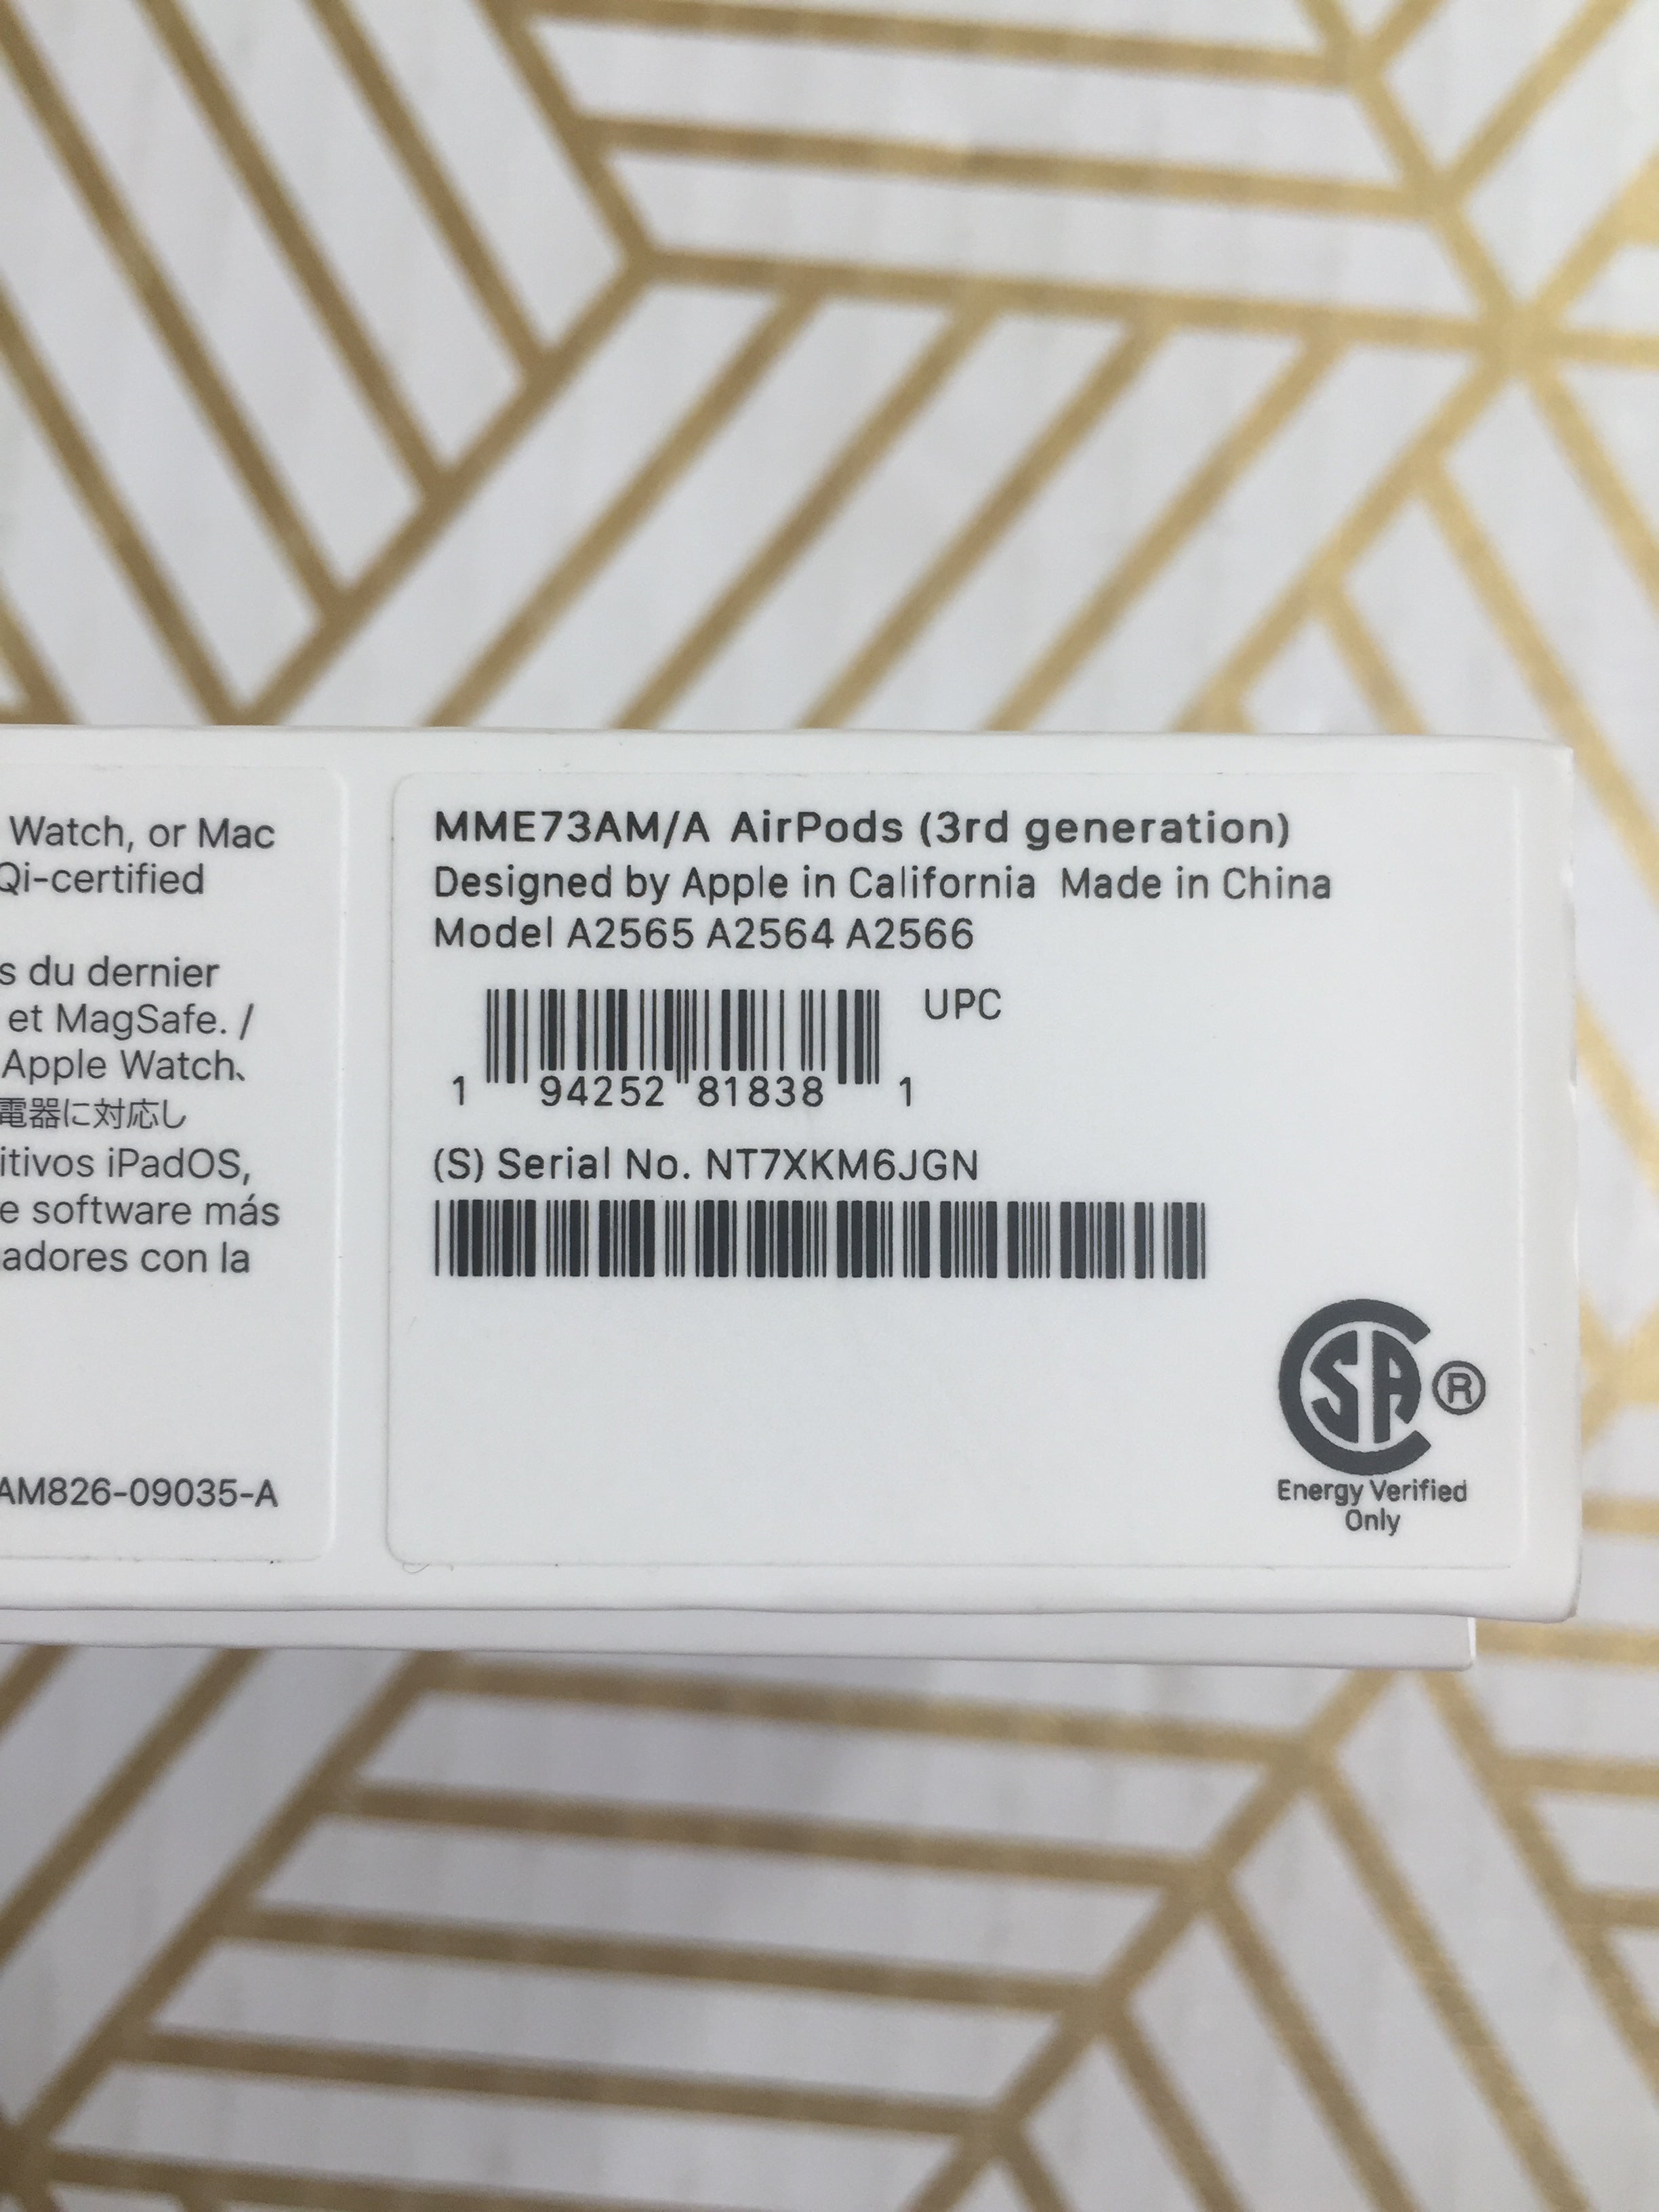 Watch, or Mac
Qi-certified
s du dernier
et MagSafe. /
Apple Watch、
電器に対応し
itivos iPadOS,
e software más
adores con la
AM826-09035-A
MME73AM/A AirPods (3rd generation)
Designed by Apple in California Made in China
Model A2565 A2564 A2566
UPC
1 94252 81838 1
(S) Serial No. NT7XKM6JGN
CSA ®
Energy Verified
Only